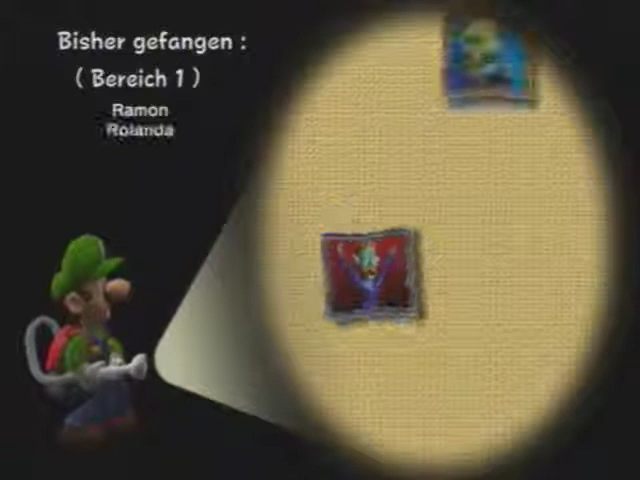 Bisher gefangen :
( Bereich 1 )
Ramon
Rolanda